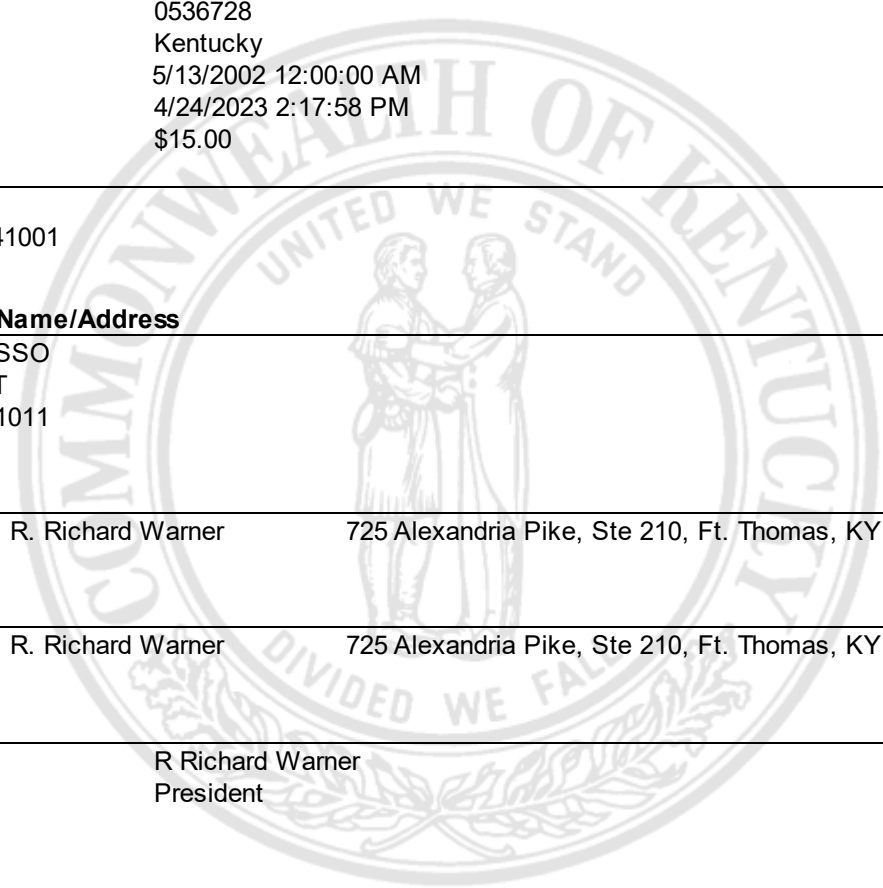 0536728
Kentucky
5/13/2002 12:00:00 AM
4/24/2023 2:17:58 PM
$15.00
41001
Name/Address
SSO
T
1011
R. Richard Warner 725 Alexandria Pike, Ste 210, Ft. Thomas, KY
R. Richard Warner 725 Alexandria Pike, Ste 210, Ft. Thomas, KY
R Richard Warner
President
COMMONWEALTH OF KENTUCKY
UNITED WE STAND
DIVIDED WE FALL